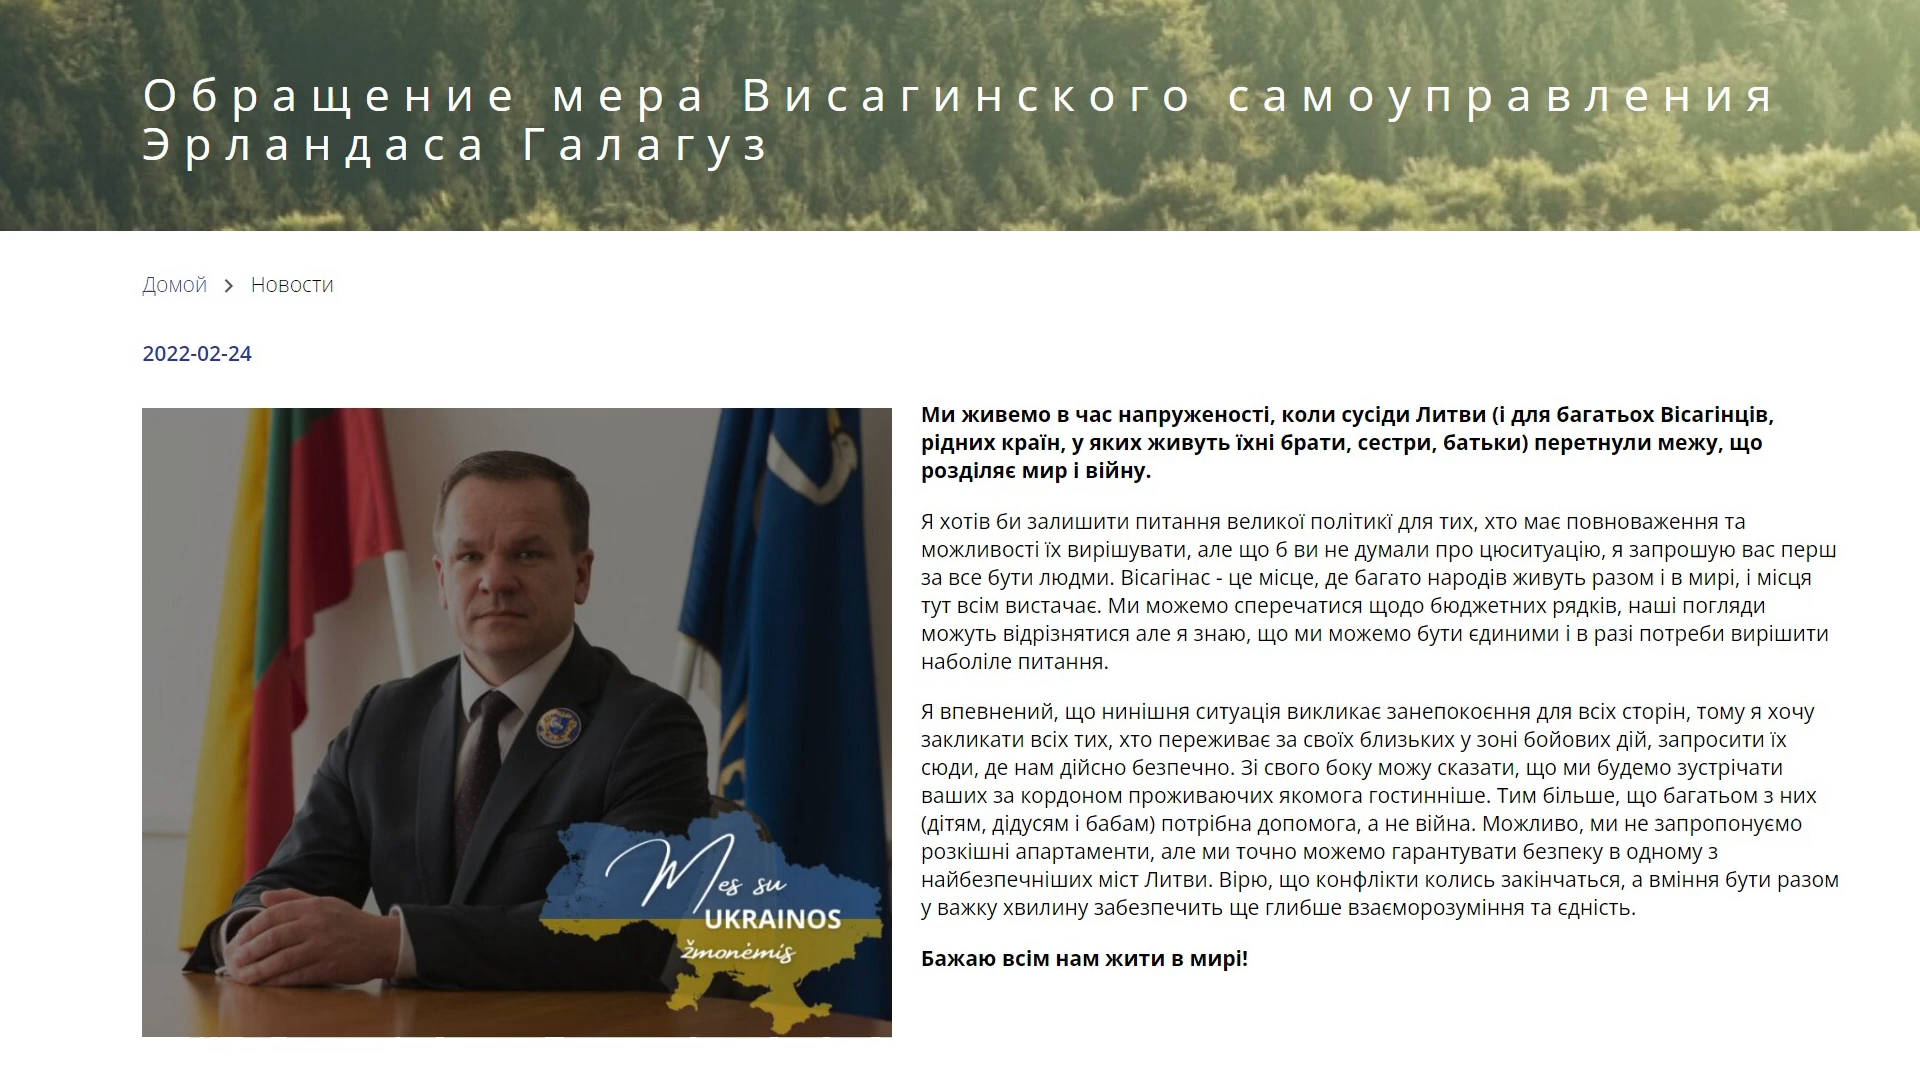 Обращение мера Висагинского самоуправления
Эрландаса Галагуз
Домой > Новости
2022-02-24
Ми живемо в час напруженості, коли сусіди Литви (і для багатьох Вісагінців,
рідних країн, у яких живуть їхні брати, сестри, батьки) перетнули межу, що
розділяє мир і війну.
Я хотів би залишити питання великої політикї для тих, хто має повноваження та
можливості їх вирішувати, але що б ви не думали про цюситуацію, я запрошую вас перш
за все бути людми. Вісагінас - це місце, де багато народів живуть разом і в мирі, і місця
тут всім вистачає. Ми можемо сперечатися щодо бюджетних рядків, наші погляди
можуть відрізнятися але я знаю, що ми можемо бути єдиними і в разі потреби вирішити
наболіле питання.
Я впевнений, що нинішня ситуація викликає занепокоєння для всіх сторін, тому я хочу
закликати всіх тих, хто переживає за своїх близьких у зоні бойових дій, запросити їх
сюди, де нам дійсно безпечно. Зі свого боку можу сказати, що ми будемо зустрічати
ваших за кордоном проживаючих якомога гостинніше. Тим більше, що багатьом з них
(дітям, дідусям і бабам) потрібна допомога, а не війна. Можливо, ми не запропонуємо
розкішні апартаменти, але ми точно можемо гарантувати безпеку в одному з
найбезпечніших міст Литви. Вірю, що конфлікти колись закінчаться, а вміння бути разом
у важку хвилину забезпечить ще глибше взаєморозуміння та єдність.
Бажаю всім нам жити в мирі!
Mes su
UKRAINOS
žmonėmis